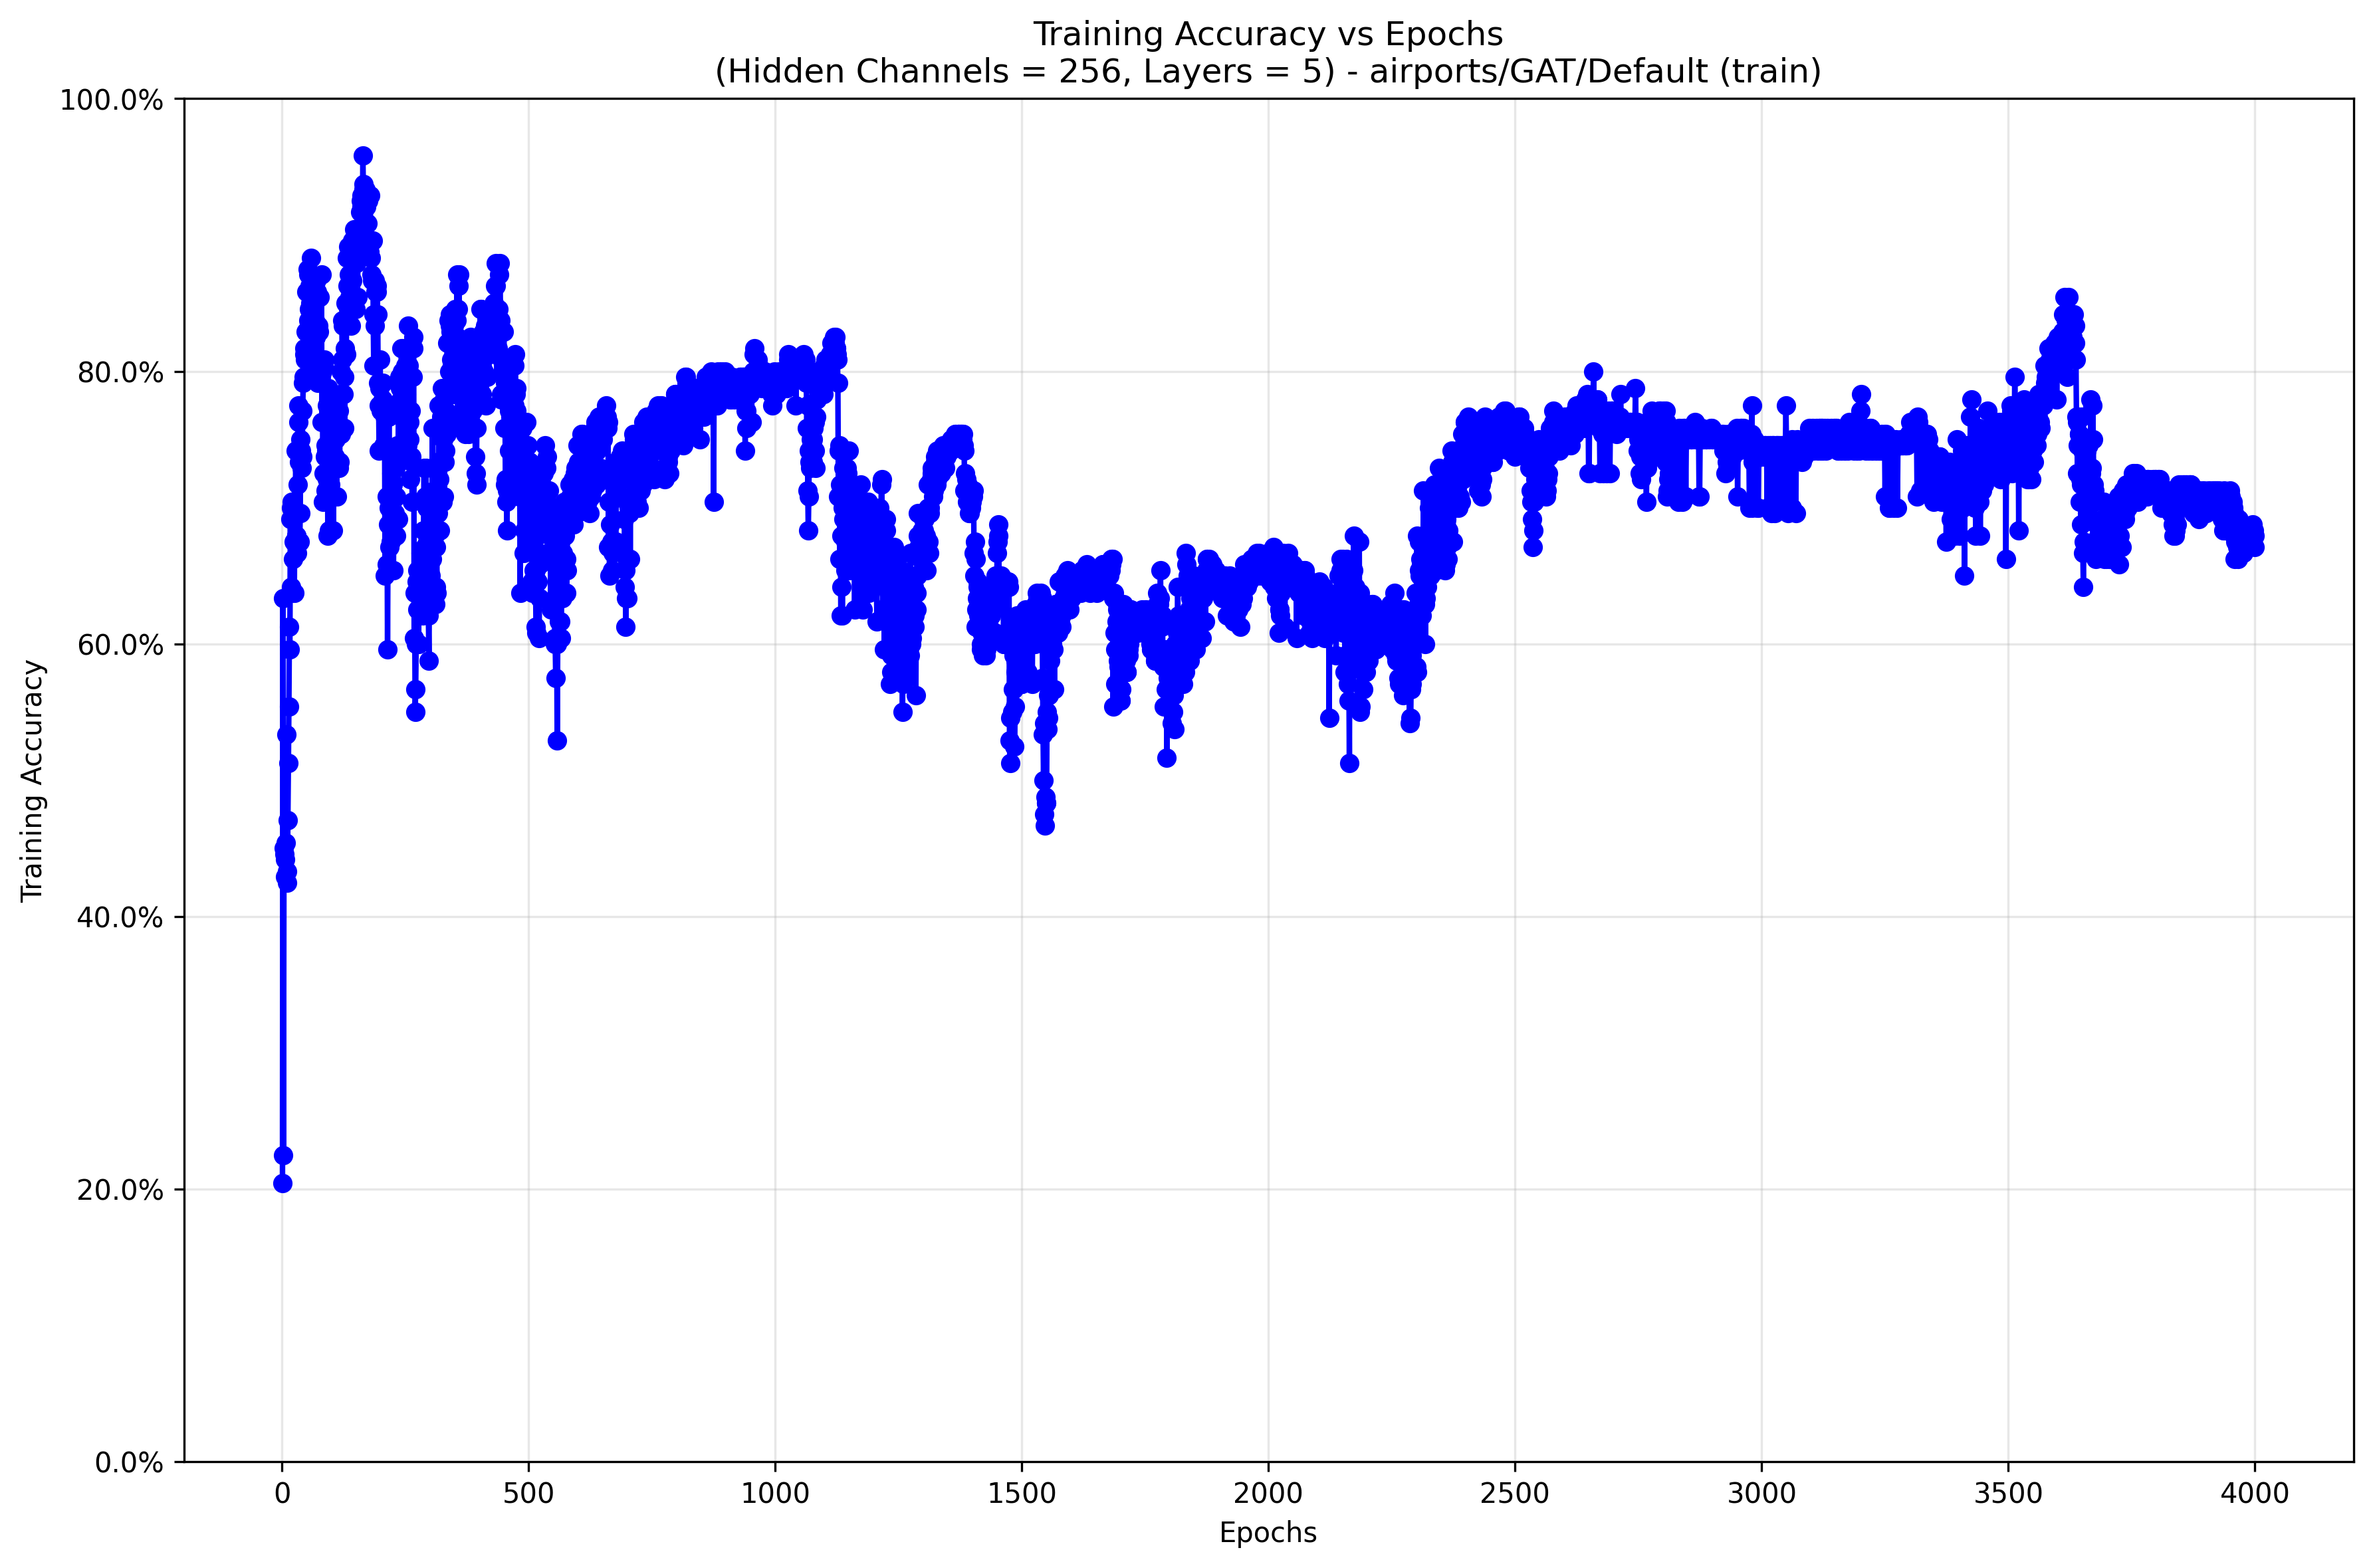 Training Accuracy vs Epochs
(Hidden Channels = 256, Layers = 5) - airports/GAT/Default (train)
100.0%
80.0%
60.0%
40.0%
20.0%
0.0%
Training Accuracy
0 500 1000 1500 2000 2500 3000 3500 4000
Epochs